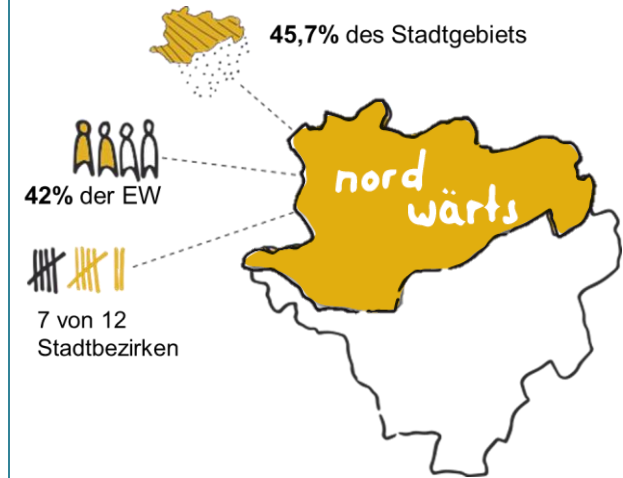 45,7% des Stadtgebiets
nord
wärts
42% der EW
7 von 12
Stadtbezirken